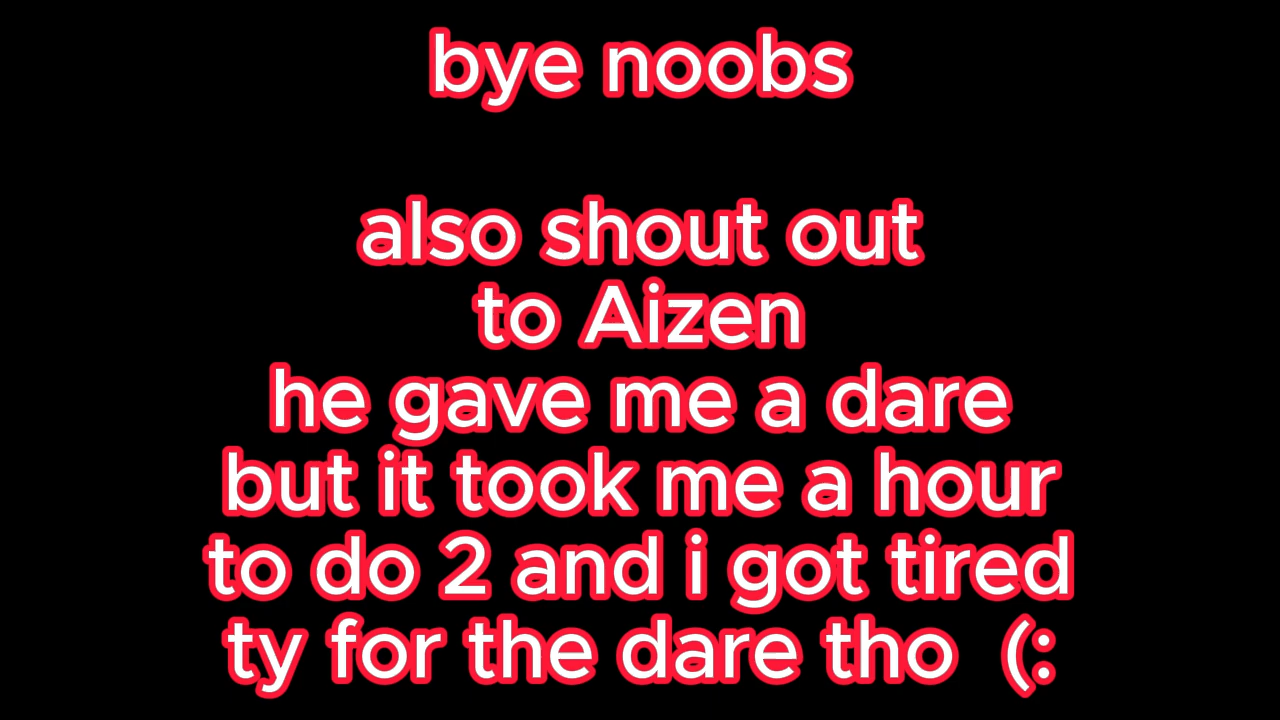 bye noobs
also shout out
to Aizen
he gave me a dare
but it took me a hour
to do 2 and i got tired
ty for the dare tho (: